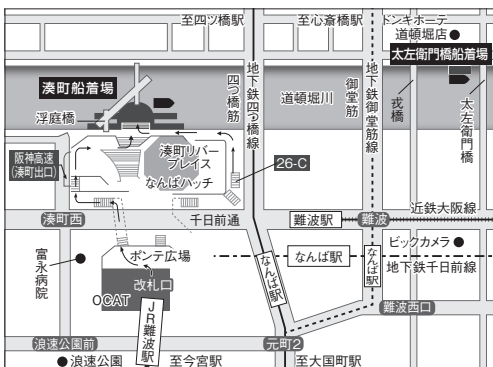 至四ツ橋駅
至心斎橋駅
ドンキホーテ
道頓堀店
太左衛門橋船着場
湊町船着場
浮庭橋
四つ橋筋
地下鉄四つ橋線
道頓堀川
御堂筋
地下鉄御堂筋線
戎橋
太左衛門橋
阪神高速
(湊町出口)
湊町リバー
プレイス
なんばハッチ
26-C
近鉄大阪線
湊町西
千日前通
難波駅
難波
富永病院
ポンテ広場
なんば駅
なんば駅
なんば駅
ビックカメラ
地下鉄千日前線
改札口
OCAT
JR難波駅
難波西口
浪速公園前
元町2
浪速公園
至今宮駅
至大国町駅